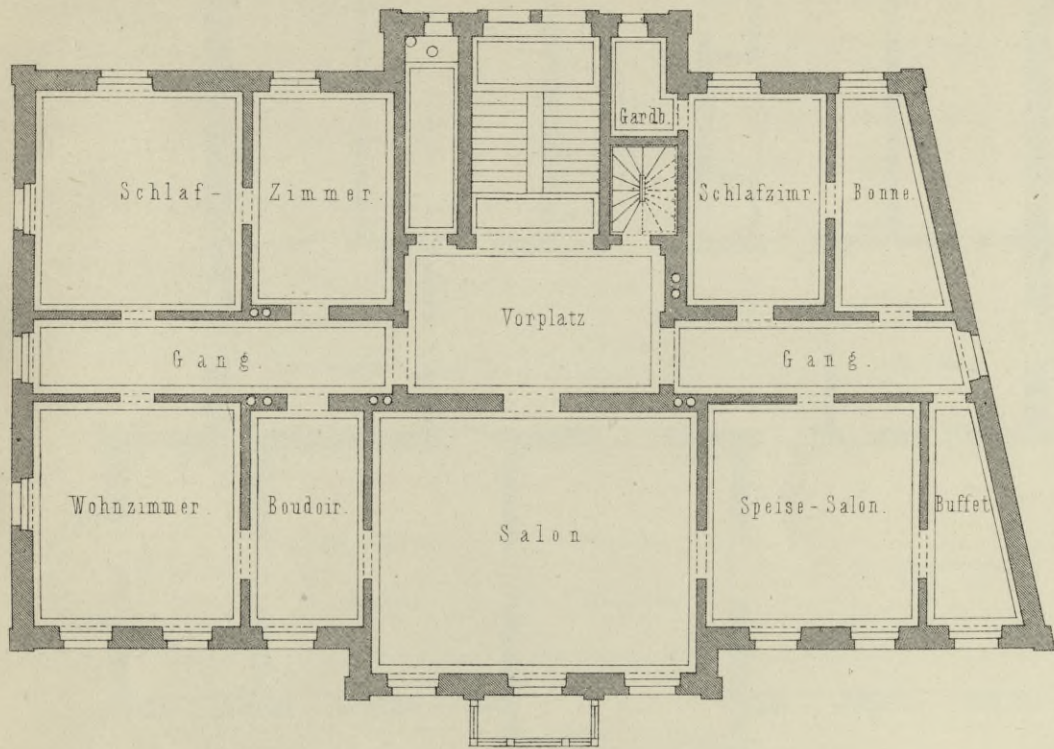 Gardb.
Schlaf-
Zimmer.
Schlafzimr.
Bonne.
Vorplatz
Gang.
Gang.
Wohnzimmer.
Boudoir.
Salon
Speise-Salon.
Buffet